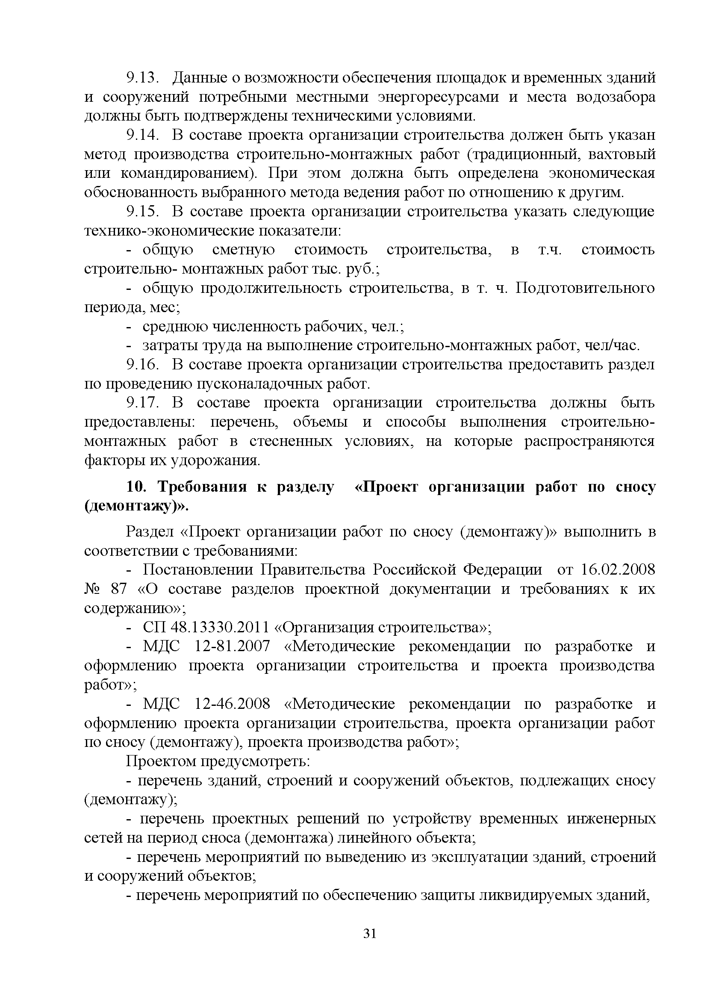 9.13. Данные о возможности обеспечения площадок и временных зданий
и сооружений потребными местными энергоресурсами и места водозабора
должны быть подтверждены техническими условиями.
9.14. В составе проекта организации строительства должен быть указан
метод производства строительно-монтажных работ (традиционный, вахтовый
или командированием). При этом должна быть определена экономическая
обоснованность выбранного метода ведения работ по отношению к другим.
9.15. В составе проекта организации строительства указать следующие
технико-экономические показатели:
- общую сметную стоимость строительства, в т.ч. стоимость
строительно- монтажных работ тыс. руб.;
- общую продолжительность строительства, в т. ч. Подготовительного
периода, мес;
- среднюю численность рабочих, чел.;
- затраты труда на выполнение строительно-монтажных работ, чел/час.
9.16. В составе проекта организации строительства предоставить раздел
по проведению пусконаладочных работ.
9.17. В составе проекта организации строительства должны быть
предоставлены: перечень, объемы и способы выполнения строительно-
монтажных работ в стесненных условиях, на которые распространяются
факторы их удорожания.
10. Требования к разделу «Проект организации работ по сносу
(демонтажу)».
Раздел «Проект организации работ по сносу (демонтажу)» выполнить в
соответствии с требованиями:
- Постановлении Правительства Российской Федерации от 16.02.2008
№ 87 «О составе разделов проектной документации и требованиях к их
содержанию»;
- СП 48.13330.2011 «Организация строительства»;
- МДС 12-81.2007 «Методические рекомендации по разработке и
оформлению проекта организации строительства и проекта производства
работ»;
- МДС 12-46.2008 «Методические рекомендации по разработке и
оформлению проекта организации строительства, проекта организации работ
по сносу (демонтажу), проекта производства работ»;
Проектом предусмотреть:
- перечень зданий, строений и сооружений объектов, подлежащих сносу
(демонтажу);
- перечень проектных решений по устройству временных инженерных
сетей на период сноса (демонтажа) линейного объекта;
- перечень мероприятий по выведению из эксплуатации зданий, строений
и сооружений объектов;
- перечень мероприятий по обеспечению защиты ликвидируемых зданий,
31